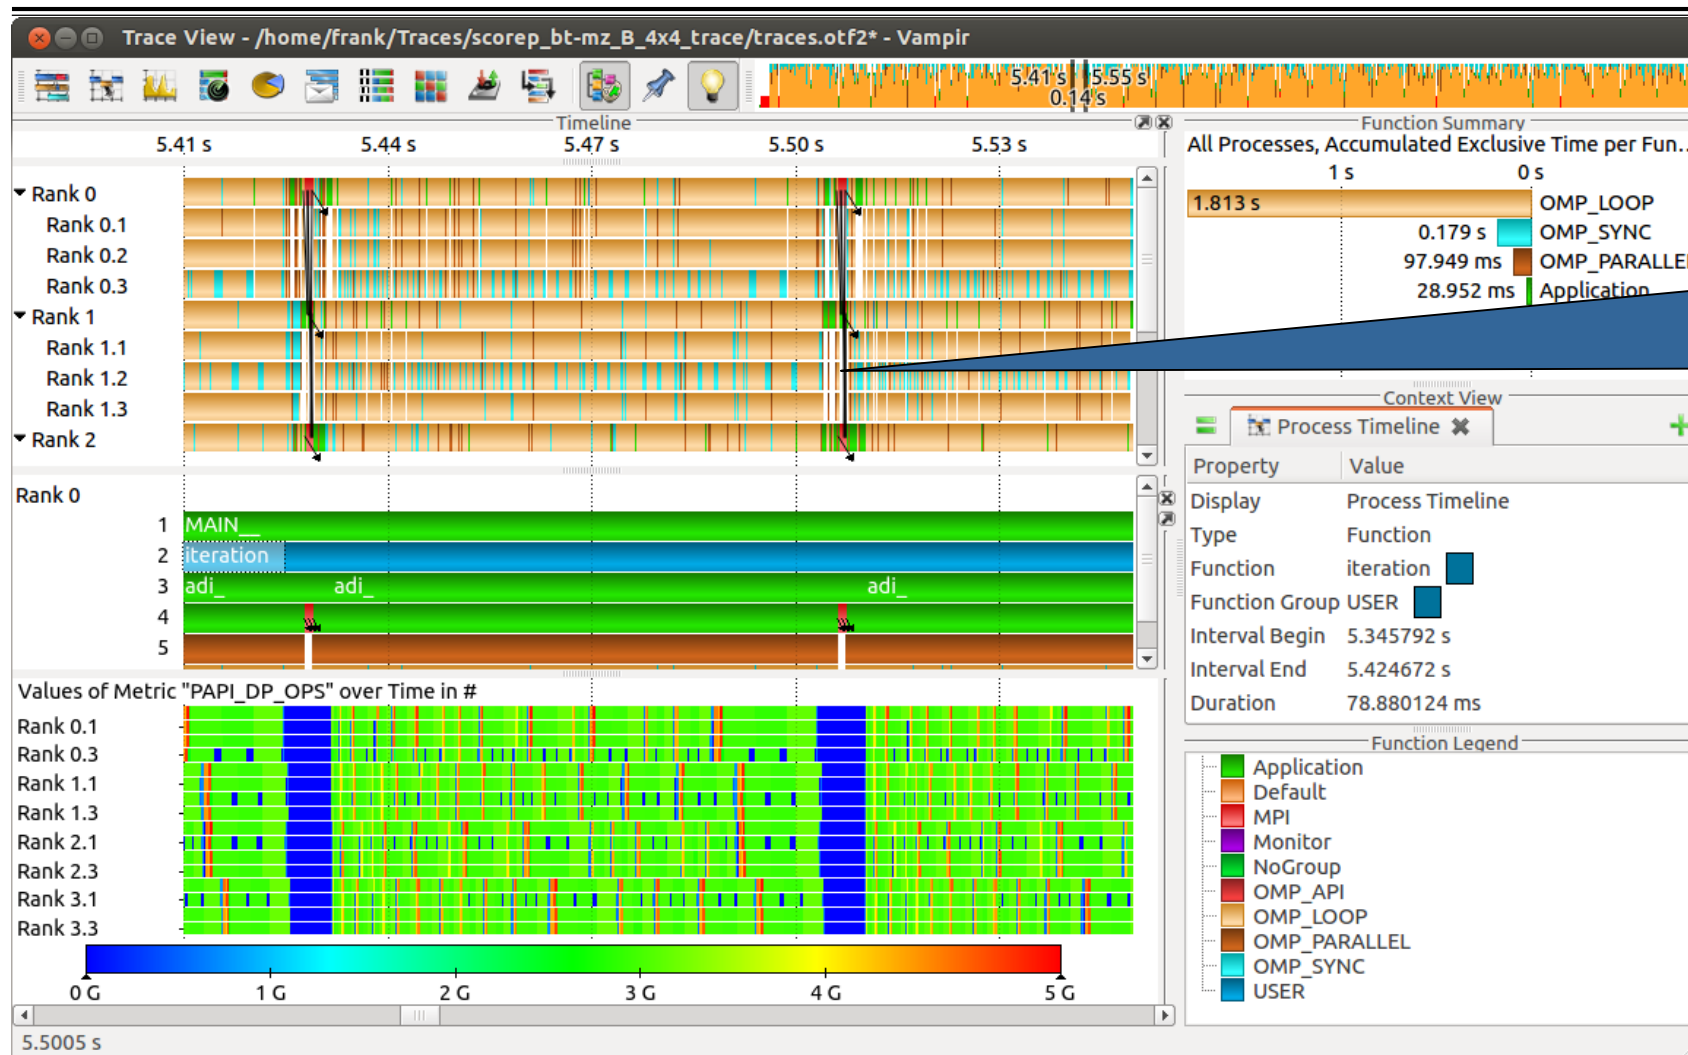 Trace View - /home/frank/Traces/scorep_bt-mz_B_4x4_trace/traces.otf2* - Vampir
5.41 s 5.55 s
0.14 s
Timeline
5.41 s 5.44 s 5.47 s 5.50 s 5.53 s
Rank 0
Rank 0.1
Rank 0.2
Rank 0.3
Rank 1
Rank 1.1
Rank 1.2
Rank 1.3
Rank 2
Rank 0
1 MAIN__
2 iteration
3 adi_ adi_ adi_
4
5
Values of Metric "PAPI_DP_OPS" over Time in #
Rank 0.1
Rank 0.3
Rank 1.1
Rank 1.3
Rank 2.1
Rank 2.3
Rank 3.1
Rank 3.3
0 G 1 G 2 G 3 G 4 G 5 G
5.5005 s
Function Summary
All Processes, Accumulated Exclusive Time per Fun..
1 s 0 s
1.813 s OMP_LOOP
0.179 s OMP_SYNC
97.949 ms OMP_PARALLEL
28.952 ms Application
Context View
Process Timeline
Property Value
Display Process Timeline
Type Function
Function iteration
Function Group USER
Interval Begin 5.345792 s
Interval End 5.424672 s
Duration 78.880124 ms
Function Legend
Application
Default
MPI
Monitor
NoGroup
OMP_API
OMP_LOOP
OMP_PARALLEL
OMP_SYNC
USER